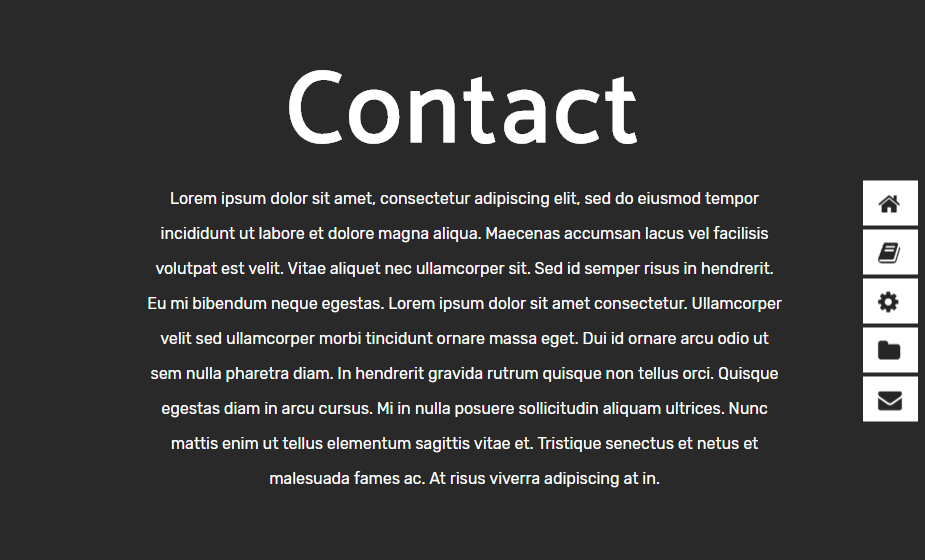 Contact
Lorem ipsum dolor sit amet, consectetur adipiscing elit, sed do eiusmod tempor
incididunt ut labore et dolore magna aliqua. Maecenas accumsan lacus vel facilisis
volutpat est velit. Vitae aliquet nec ullamcorper sit. Sed id semper risus in hendrerit.
Eu mi bibendum neque egestas. Lorem ipsum dolor sit amet consectetur. Ullamcorper
velit sed ullamcorper morbi tincidunt ornare massa eget. Dui id ornare arcu odio ut
sem nulla pharetra diam. In hendrerit gravida rutrum quisque non tellus orci. Quisque
egestas diam in arcu cursus. Mi in nulla posuere sollicitudin aliquam ultrices. Nunc
mattis enim ut tellus elementum sagittis vitae et. Tristique senectus et netus et
malesuada fames ac. At risus viverra adipiscing at in.